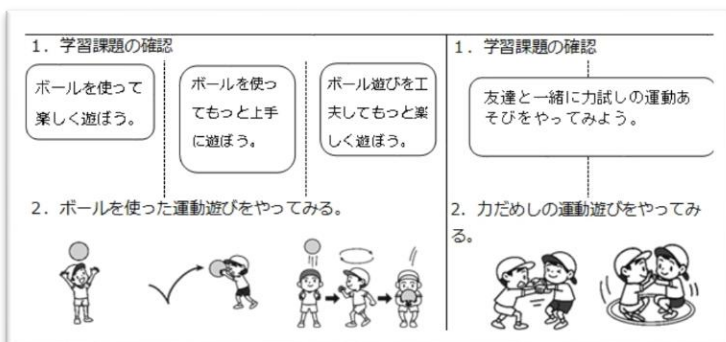 1．学習課題の確認
ボールを使って
楽しく遊ぼう。
ボールを使っ
てもっと上手
に遊ぼう。
ボール遊びを工
夫してもっと楽
しく遊ぼう。
2．ボールを使った運動遊びをやってみる。
1．学習課題の確認
友達と一緒に力試しの運動あ
そびをやってみよう。
2．力だめしの運動遊びをやってみ
る。